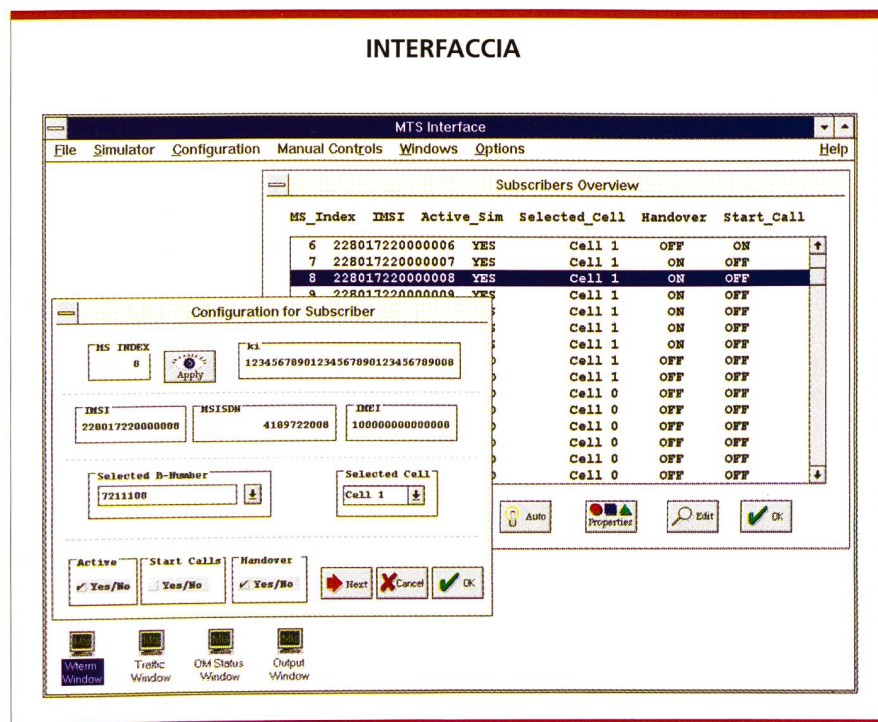 INTERFACCIA
MTS Interface
File Simulator Configuration Manual Controls Windows Options Help
Subscribers Overview
MS_Index IMSI Active_Sim Selected_Cell Handover Start_Call
6 228017220000006 YES Cell 1 OFF ON
7 228017220000007 YES Cell 1 ON OFF
8 228017220000008 YES Cell 1 ON OFF
9 228017220000009 YES Cell 1 ON OFF
Cell 1 ON OFF
Cell 1 ON OFF
Cell 1 ON OFF
Cell 1 OFF OFF
Cell 1 OFF OFF
Cell 0 OFF OFF
Cell 0 OFF OFF
Cell 0 OFF OFF
Cell 0 OFF OFF
Cell 0 OFF OFF
Cell 0 OFF OFF
Auto Properties Edit OK
Configuration for Subscriber
MS INDEX
8
Apply
ki
12345678901234567890123456789008
IMSI
228017220000008
MSISDN
4189722008
IMEI
100000000000008
Selected B-Number
7211108
Selected Cell
Cell 1
Active
Yes/No
Start Calls
Yes/No
Handover
Yes/No
Next Cancel OK
Wterm Window
Traffic Window
OM Status Window
Output Window